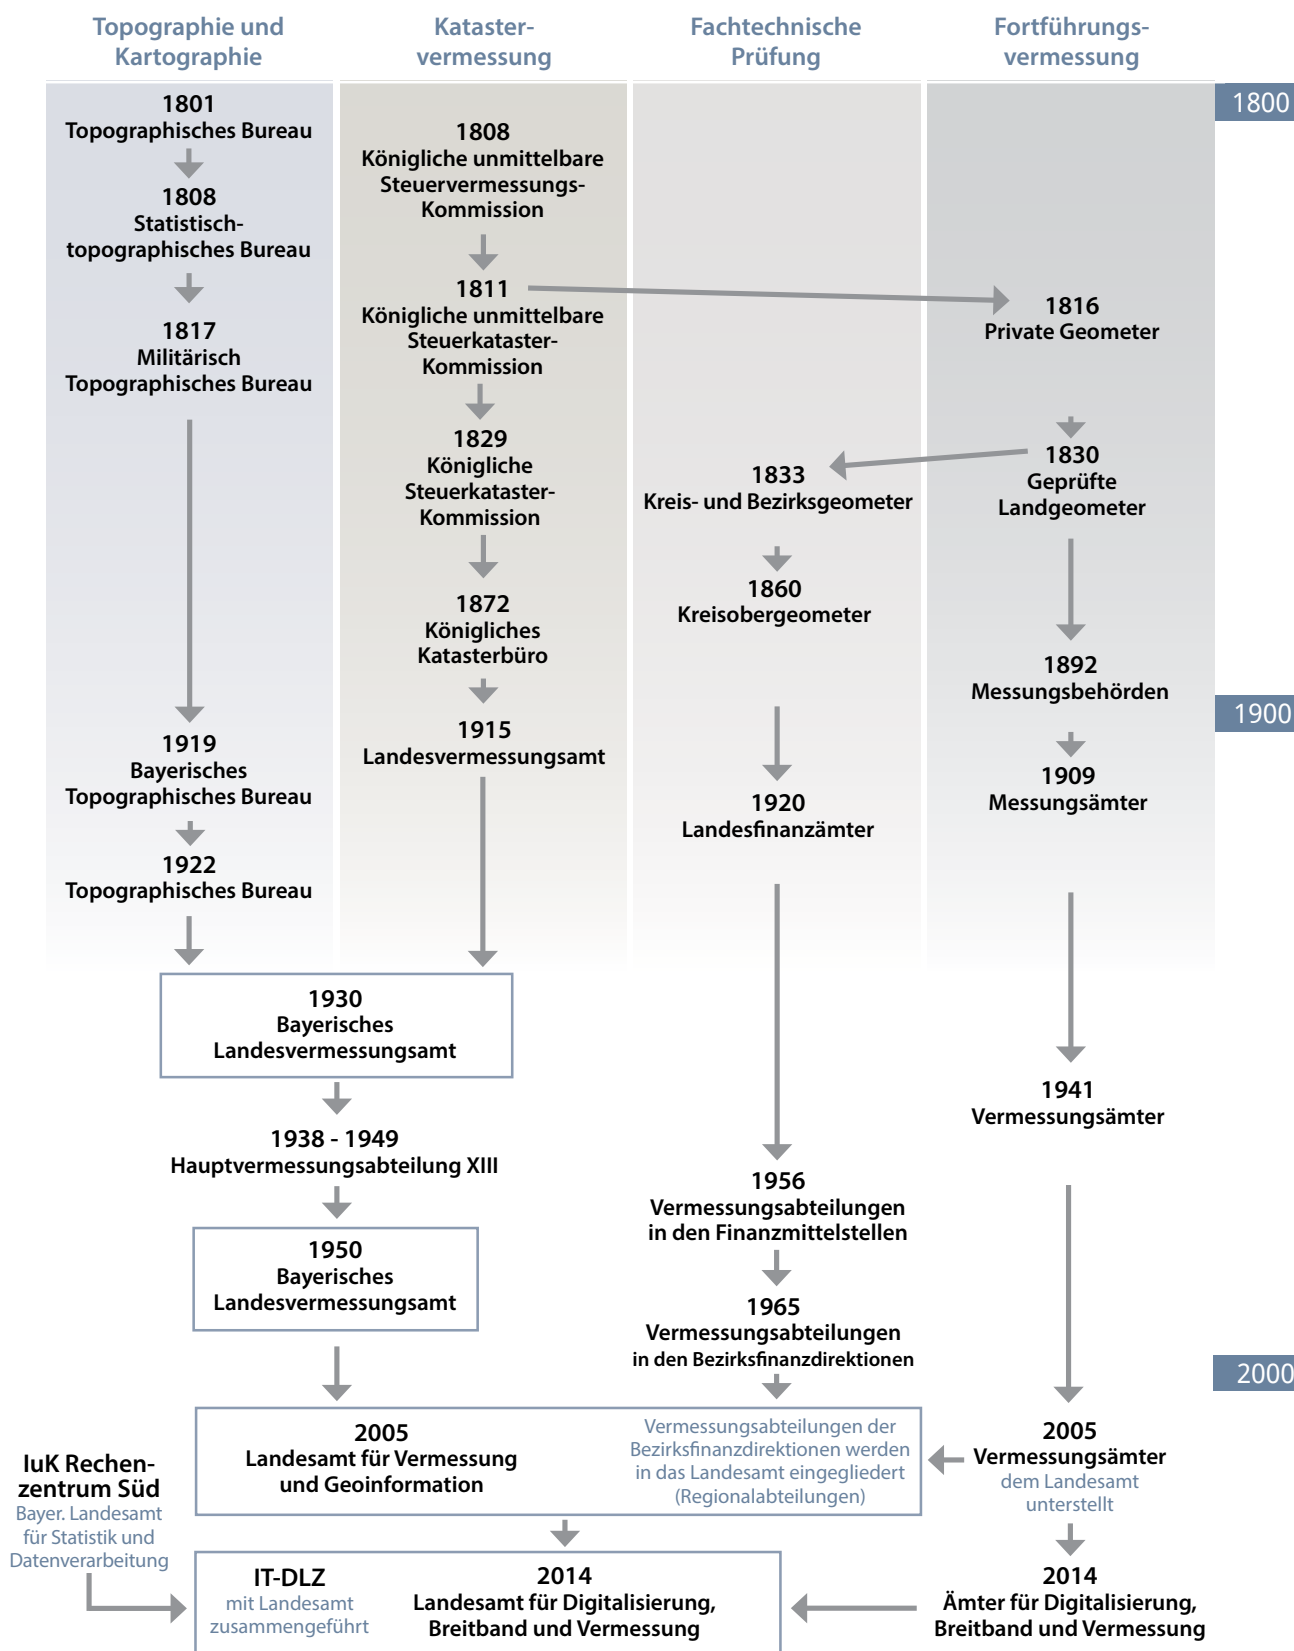 Topographie und
Kartographie
Kataster-
vermessung
Fachtechnische
Prüfung
Fortführungs-
vermessung
1800
1801
Topographisches Bureau
1808
Statistisch-
topographisches Bureau
1817
Militärisch
Topographisches Bureau
1919
Bayerisches
Topographisches Bureau
1922
Topographisches Bureau
1808
Königliche unmittelbare
Steuervermessungs-
Kommission
1811
Königliche unmittelbare
Steuerkataster-
Kommission
1829
Königliche
Steuerkataster-
Kommission
1872
Königliches
Katasterbüro
1915
Landesvermessungsamt
1833
Kreis- und Bezirksgeometer
1860
Kreisobergeometer
1920
Landesfinanzämter
1816
Private Geometer
1830
Geprüfte
Landgeometer
1892
Messungsbehörden
1900
1909
Messungsämter
1930
Bayerisches
Landesvermessungsamt
1938 - 1949
Hauptvermessungsabteilung XIII
1950
Bayerisches
Landesvermessungsamt
1956
Vermessungsabteilungen
in den Finanzmittelstellen
1965
Vermessungsabteilungen
in den Bezirksfinanzdirektionen
1941
Vermessungsämter
2000
2005
Landesamt für Vermessung
und Geoinformation
Vermessungsabteilungen der
Bezirksfinanzdirektionen werden
in das Landesamt eingegliedert
(Regionalabteilungen)
2005
Vermessungsämter
dem Landesamt
unterstellt
IuK Rechen-
zentrum Süd
Bayer. Landesamt
für Statistik und
Datenverarbeitung
IT-DLZ
mit Landesamt
zusammengeführt
2014
Landesamt für Digitalisierung,
Breitband und Vermessung
2014
Ämter für Digitalisierung,
Breitband und Vermessung